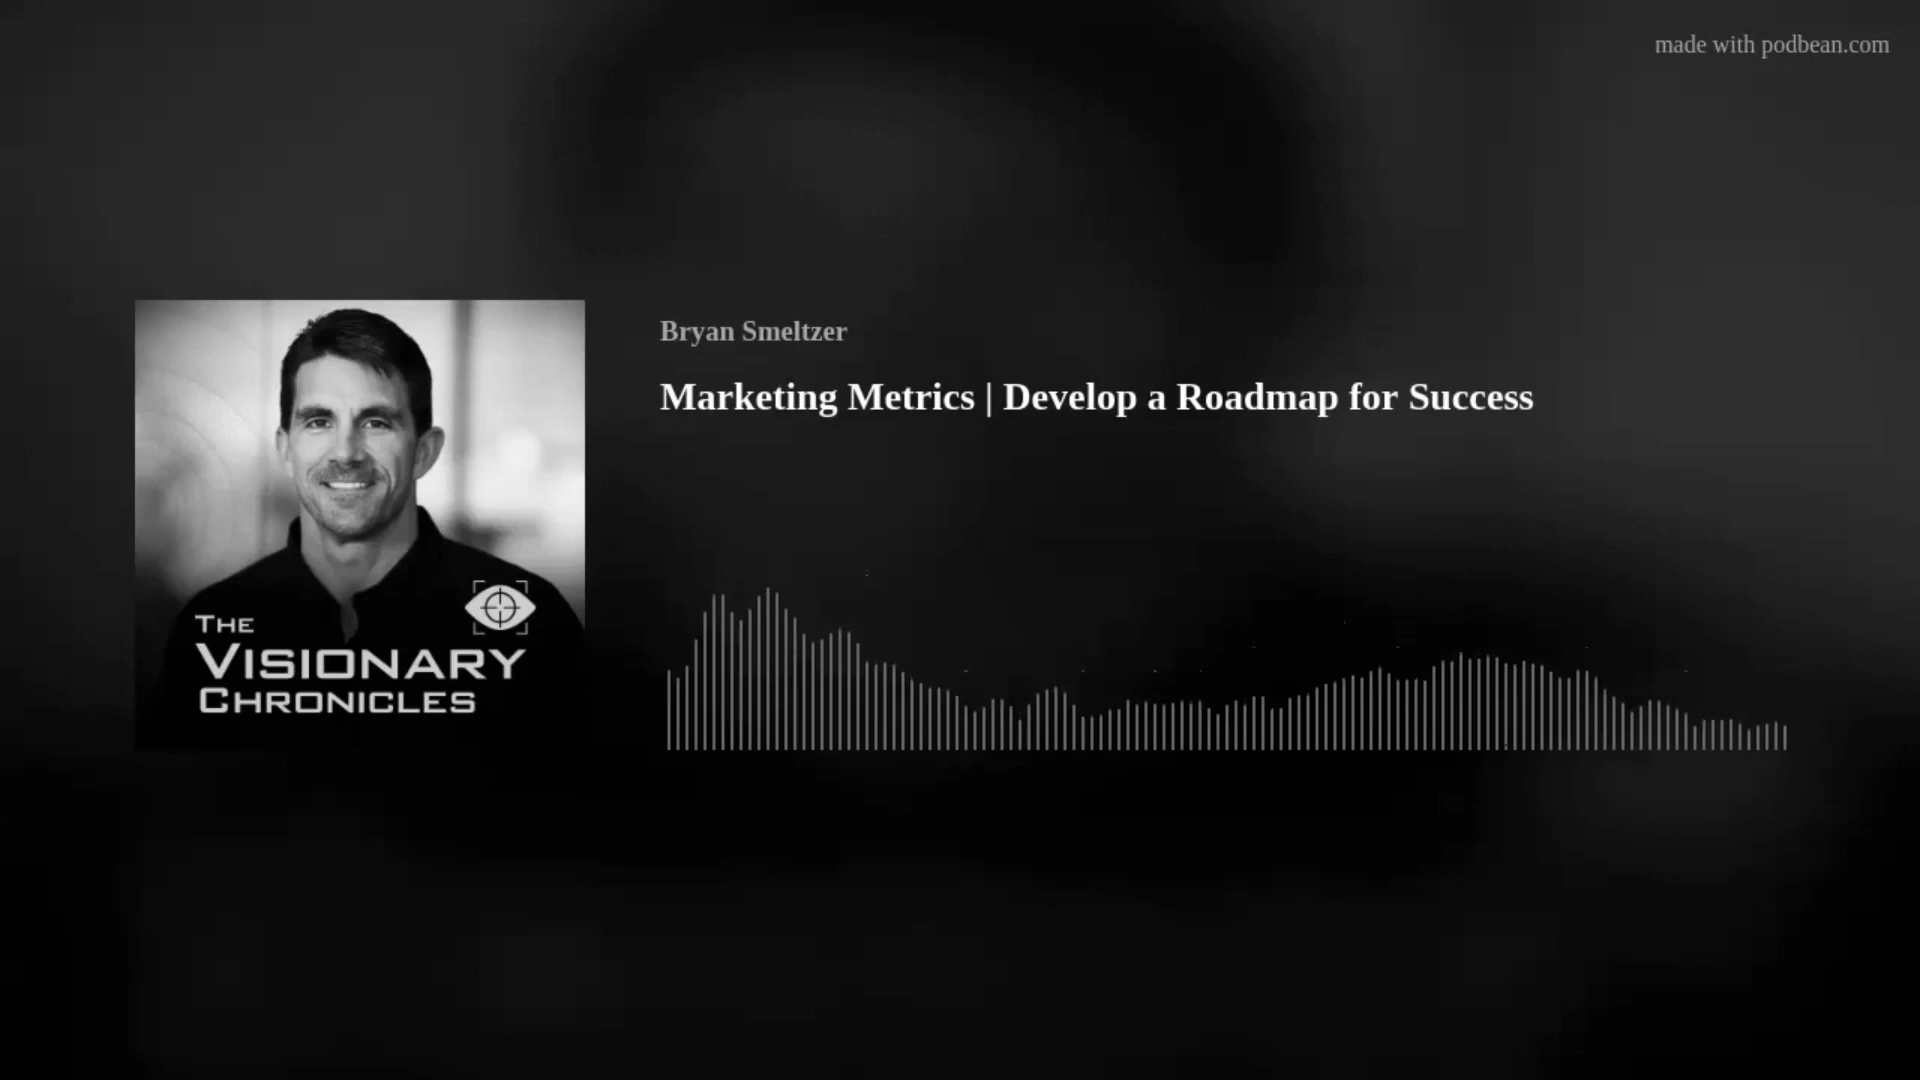 made with podbean.com
Bryan Smeltzer
Marketing Metrics | Develop a Roadmap for Success
THE
VISIONARY
CHRONICLES